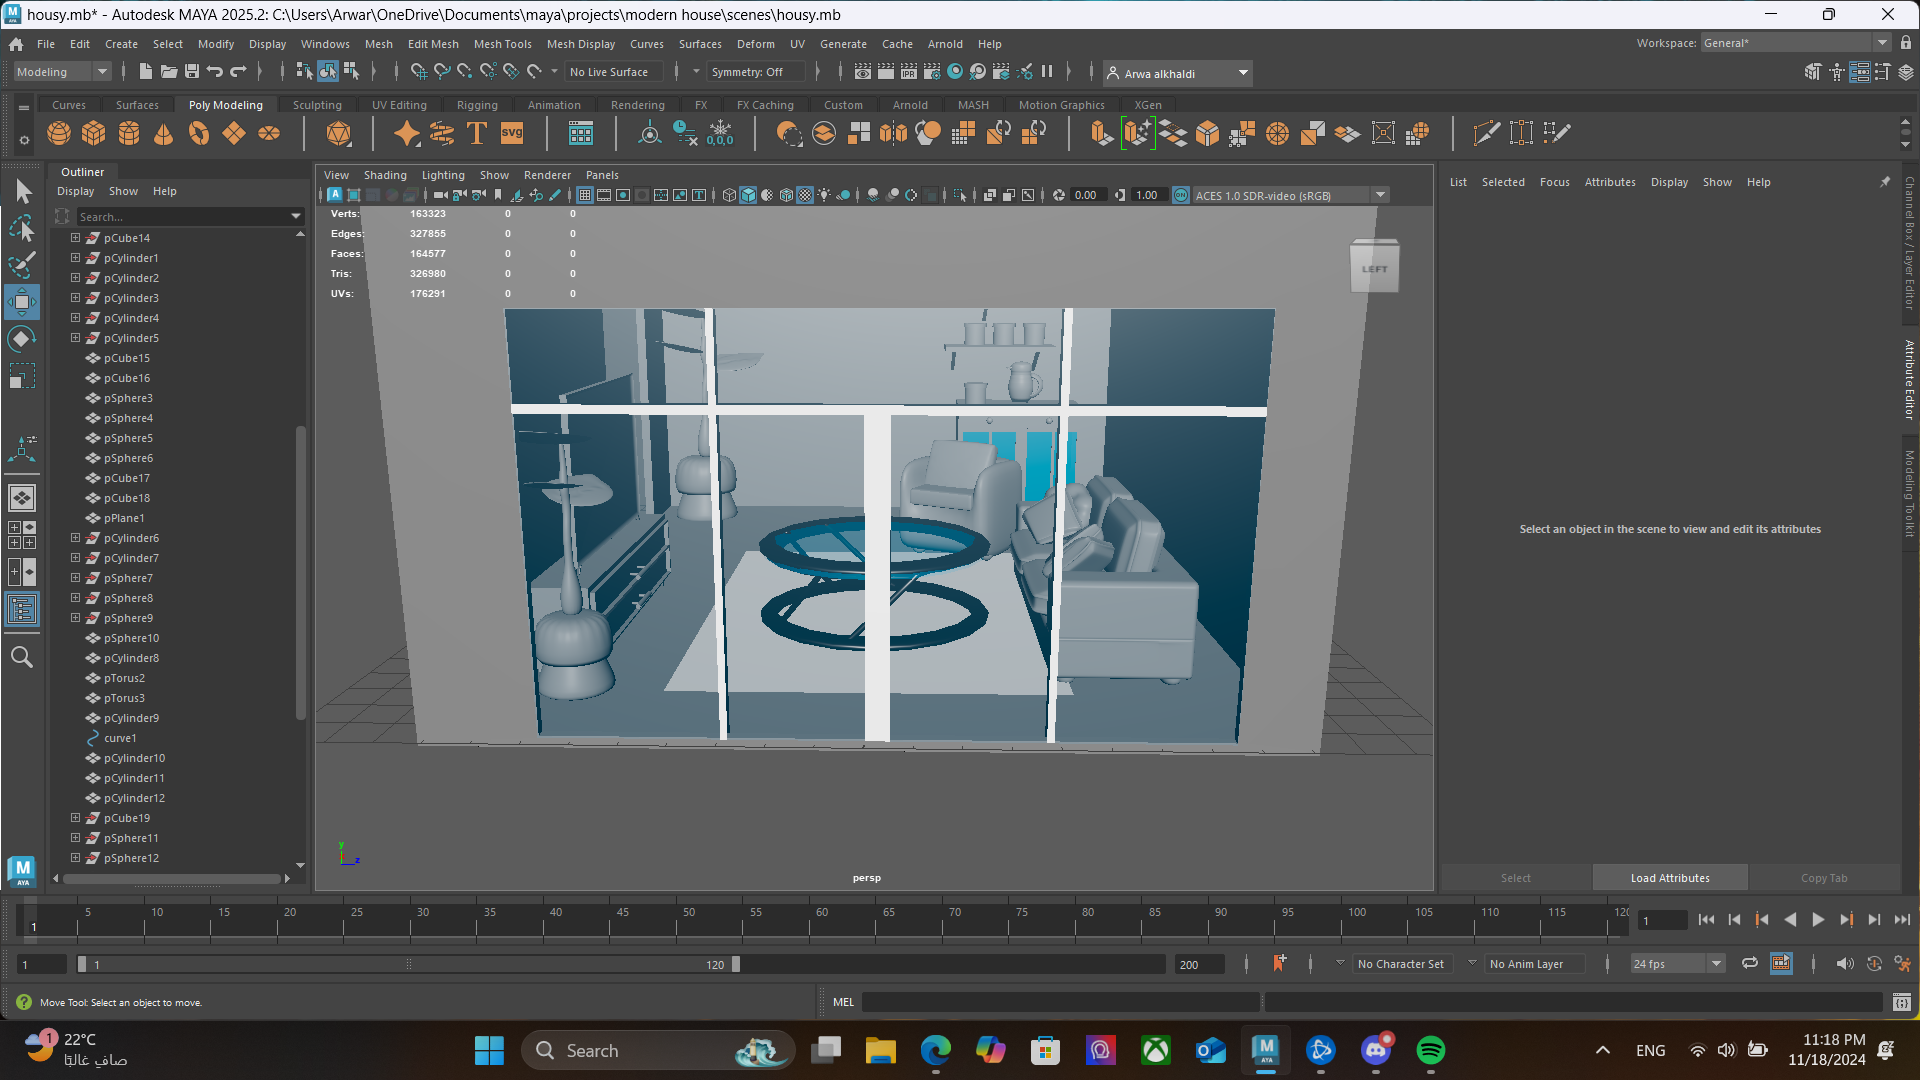 housy.mb* - Autodesk MAYA 2025.2: C:\Users\Arwar\OneDrive\Documents\maya\projects\modern house\scenes\housy.mb
File Edit Create Select Modify Display Windows Mesh Edit Mesh Mesh Tools Mesh Display Curves Surfaces Deform UV Generate Cache Arnold Help
Workspace: General*
Modeling
No Live Surface
Symmetry: Off
Arwa alkhaldi
Curves Surfaces Poly Modeling Sculpting UV Editing Rigging Animation Rendering FX FX Caching Custom Arnold MASH Motion Graphics XGen
T
SVG
0,0,0
IPR
Outliner
Display Show Help
Search...
pCube14
pCylinder1
pCylinder2
pCylinder3
pCylinder4
pCylinder5
pCube15
pCube16
pSphere3
pSphere4
pSphere5
pSphere6
pCube17
pCube18
pPlane1
pCylinder6
pCylinder7
pSphere7
pSphere8
pSphere9
pSphere10
pCylinder8
pTorus2
pTorus3
pCylinder9
curve1
pCylinder10
pCylinder11
pCylinder12
pCube19
pSphere11
pSphere12
View Shading Lighting Show Renderer Panels
0.00
1.00
ACES 1.0 SDR-video (sRGB)
Verts: 163323 0 0
Edges: 327855 0 0
Faces: 164577 0 0
Tris: 326980 0 0
UVs: 176291 0 0
LEFT
y
z
persp
List Selected Focus Attributes Display Show Help
Select an object in the scene to view and edit its attributes
Select
Load Attributes
Copy Tab
Channel Box / Layer Editor
Attribute Editor
Modeling Toolkit
M
AYA
1
5 10 15 20 25 30 35 40 45 50 55 60 65 70 75 80 85 90 95 100 105 110 115 120
1
1
1
120
200
No Character Set
No Anim Layer
24 fps
Move Tool: Select an object to move.
MEL
1
22°C
صافٍ غالبًا
Search
M
AYA
ENG
11:18 PM
11/18/2024